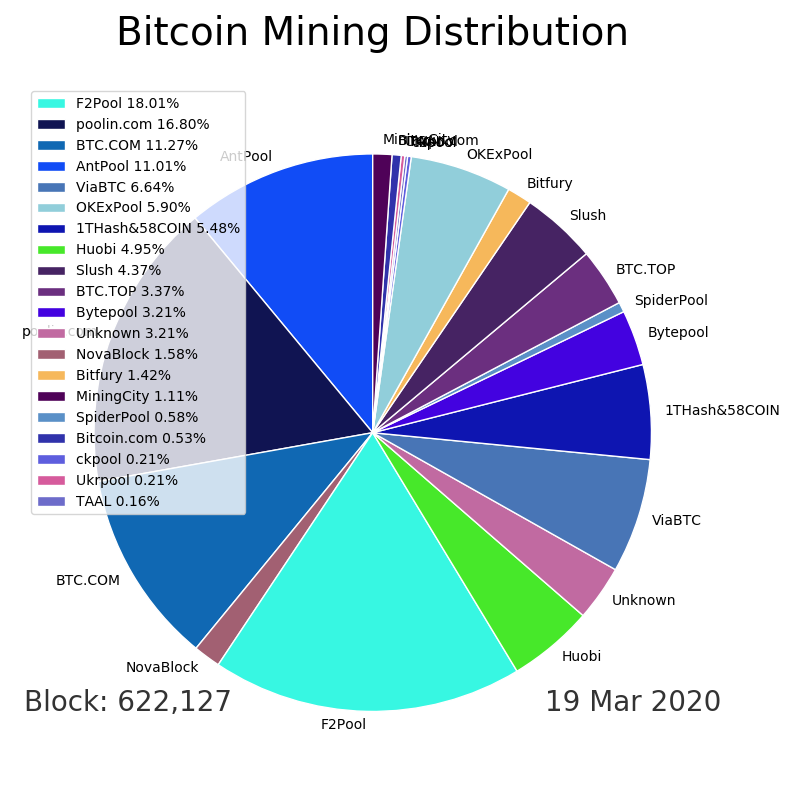 Bitcoin Mining Distribution
F2Pool 18.01%
poolin.com 16.80%
BTC.COM 11.27%
AntPool 11.01%
ViaBTC 6.64%
OKExPool 5.90%
1THash&58COIN 5.48%
Huobi 4.95%
Slush 4.37%
BTC.TOP 3.37%
Bytepool 3.21%
Unknown 3.21%
NovaBlock 1.58%
Bitfury 1.42%
MiningCity 1.11%
SpiderPool 0.58%
Bitcoin.com 0.53%
ckpool 0.21%
Ukrpool 0.21%
TAAL 0.16%
MiningCity
OKExPool
Bitfury
Slush
BTC.TOP
SpiderPool
Bytepool
1THash&58COIN
ViaBTC
Unknown
Huobi
F2Pool
NovaBlock
BTC.COM
AntPool
Block: 622,127
19 Mar 2020